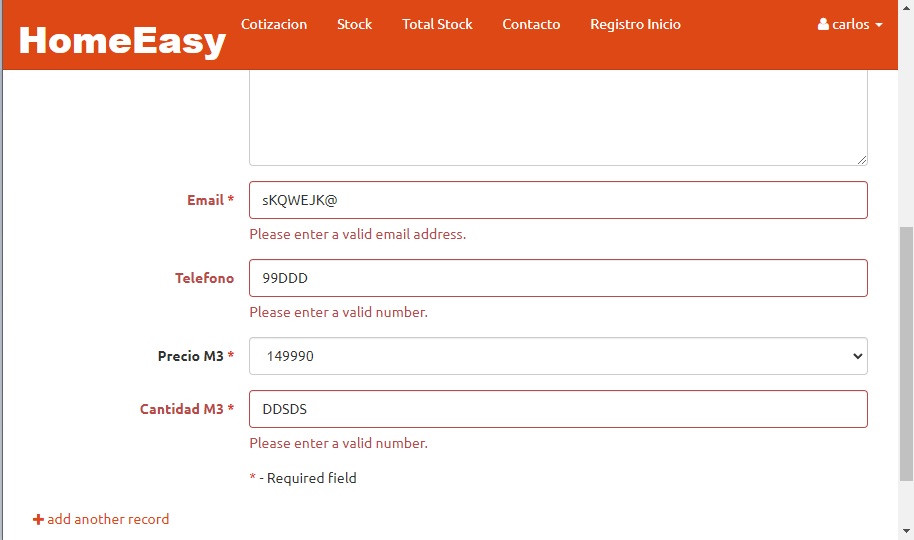 HomeEasy
Cotizacion Stock Total Stock Contacto Registro Inicio carlos
Email * sKQWEJK@
Please enter a valid email address.
Telefono 99DDD
Please enter a valid number.
Precio M3 * 149990
Cantidad M3 * DDSDS
Please enter a valid number.
* - Required field
add another record